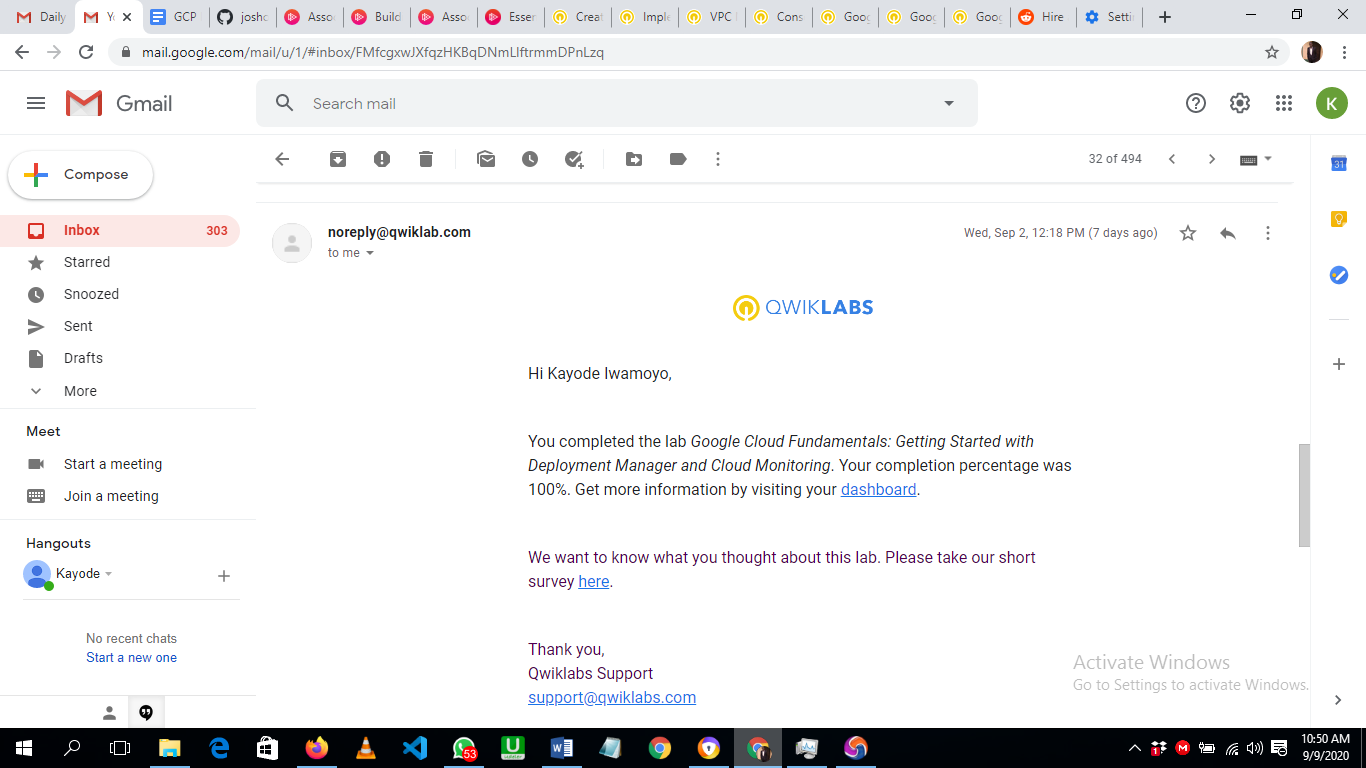 Daily
Yo
GCP
josho
Asso
Build
Asso
Esser
Creat
Imple
VPC
Cons
Goog
Goog
Goog
Hire
Settin
mail.google.com/mail/u/1/#inbox/FMfcgxwJXfqzHKBqDNmLlftrmmDPnLzq
Gmail
Search mail
K
Compose
32 of 494
31
Inbox 303
Starred
Snoozed
Sent
Drafts
More
Meet
Start a meeting
Join a meeting
Hangouts
Kayode
No recent chats
Start a new one
noreply@qwiklab.com
Wed, Sep 2, 12:18 PM (7 days ago)
to me
QWIKLABS
Hi Kayode Iwamoyo,
You completed the lab Google Cloud Fundamentals: Getting Started with
Deployment Manager and Cloud Monitoring. Your completion percentage was
100%. Get more information by visiting your dashboard.
We want to know what you thought about this lab. Please take our short
survey here.
Thank you,
Qwiklabs Support
support@qwiklabs.com
Activate Windows
Go to Settings to activate Windows.
53
10:50 AM
9/9/2020